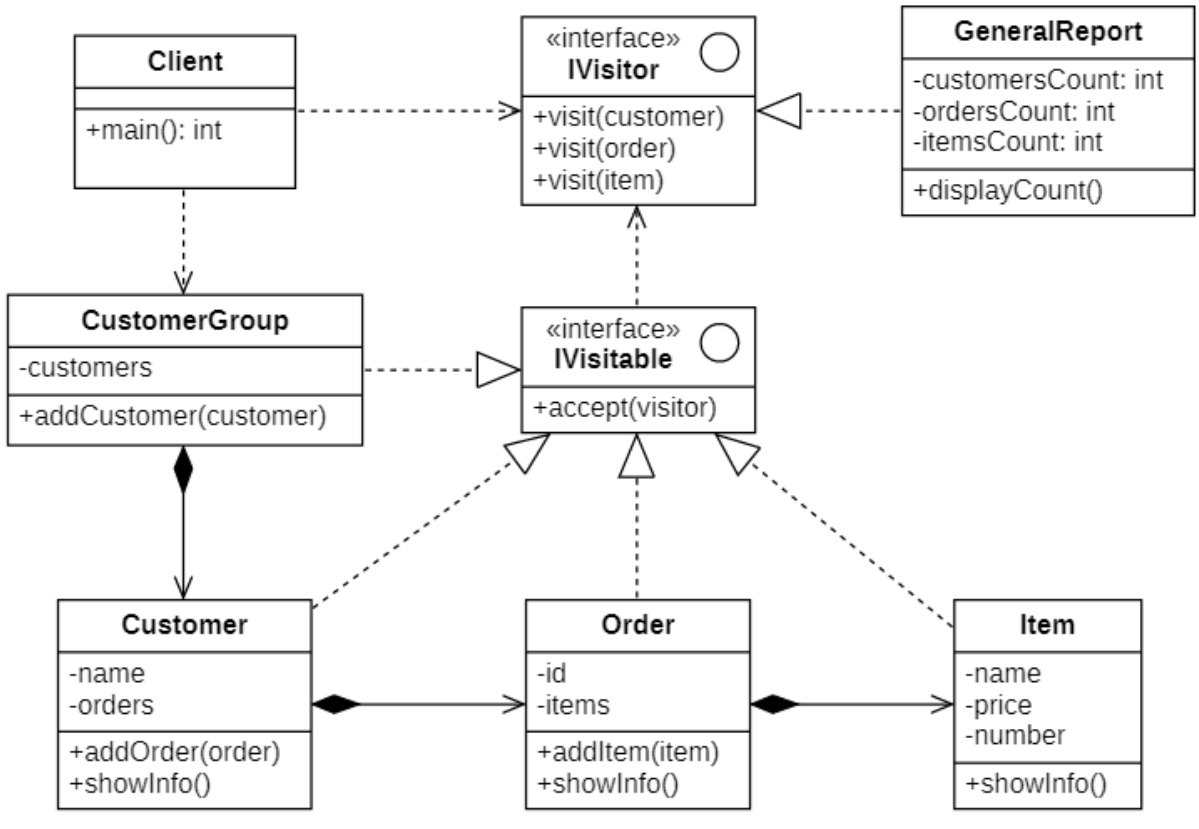 Client
+main(): int
«interface»
IVisitor
+visit(customer)
+visit(order)
+visit(item)
GeneralReport
-customersCount: int
-ordersCount: int
-itemsCount: int
+displayCount()
CustomerGroup
-customers
+addCustomer(customer)
«interface»
IVisitable
+accept(visitor)
Customer
-name
-orders
+addOrder(order)
+showInfo()
Order
-id
-items
+addItem(item)
+showInfo()
Item
-name
-price
-number
+showInfo()